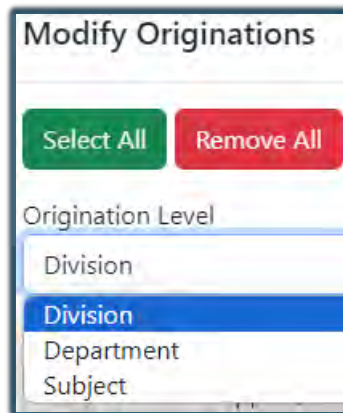 Modify Originations
Select All Remove All
Origination Level
Division
Division
Department
Subject